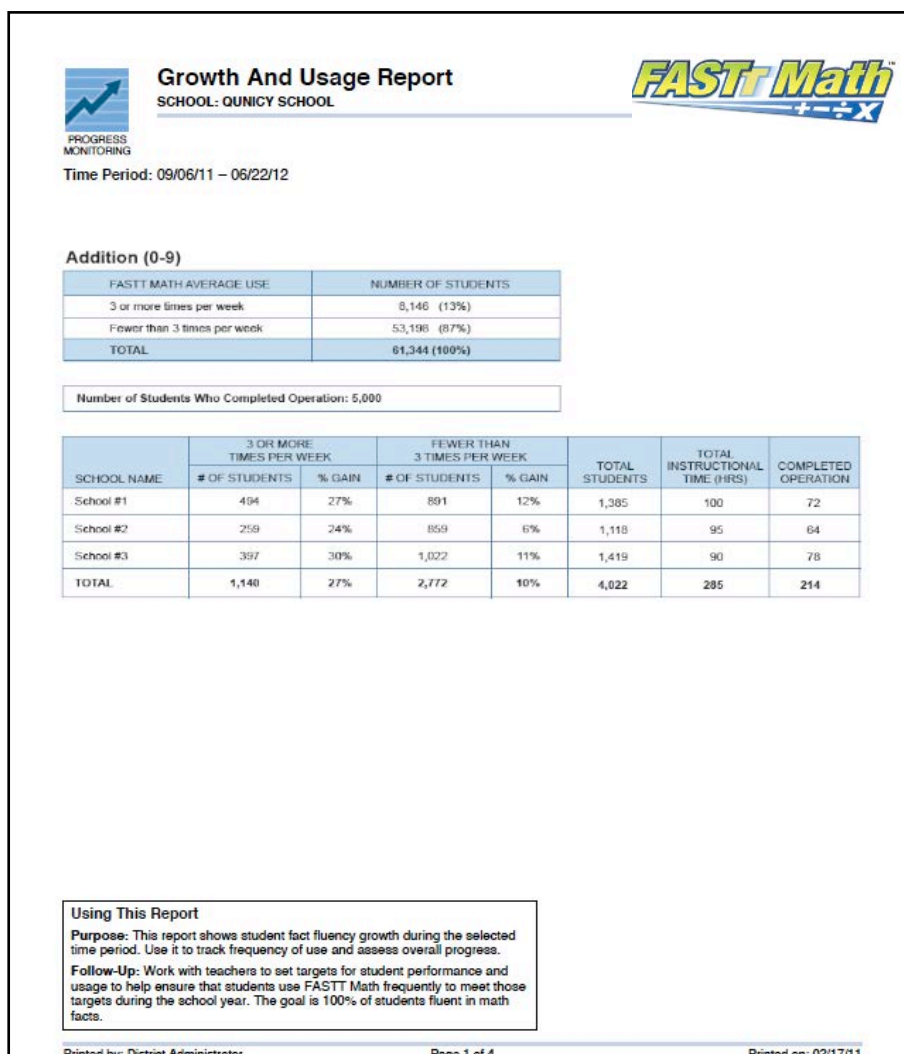 Growth And Usage Report
SCHOOL: QUNICY SCHOOL
FASTT Math™
+−÷X
PROGRESS
MONITORING
Time Period: 09/06/11 – 06/22/12
Addition (0-9)
FASTT MATH AVERAGE USE NUMBER OF STUDENTS
3 or more times per week 8,146 (13%)
Fewer than 3 times per week 53,198 (87%)
TOTAL 61,344 (100%)
Number of Students Who Completed Operation: 5,000
3 OR MORE TIMES PER WEEK FEWER THAN 3 TIMES PER WEEK
SCHOOL NAME # OF STUDENTS % GAIN # OF STUDENTS % GAIN TOTAL STUDENTS TOTAL INSTRUCTIONAL TIME (HRS) COMPLETED OPERATION
School #1 494 27% 891 12% 1,385 100 72
School #2 259 24% 859 6% 1,118 95 64
School #3 397 30% 1,022 11% 1,419 90 78
TOTAL 1,140 27% 2,772 10% 4,022 285 214
Using This Report
Purpose: This report shows student fact fluency growth during the selected
time period. Use it to track frequency of use and assess overall progress.
Follow-Up: Work with teachers to set targets for student performance and
usage to help ensure that students use FASTT Math frequently to meet those
targets during the school year. The goal is 100% of students fluent in math
facts.
Printed by: District Administrator Page 1 of 4 Printed on: 02/17/11